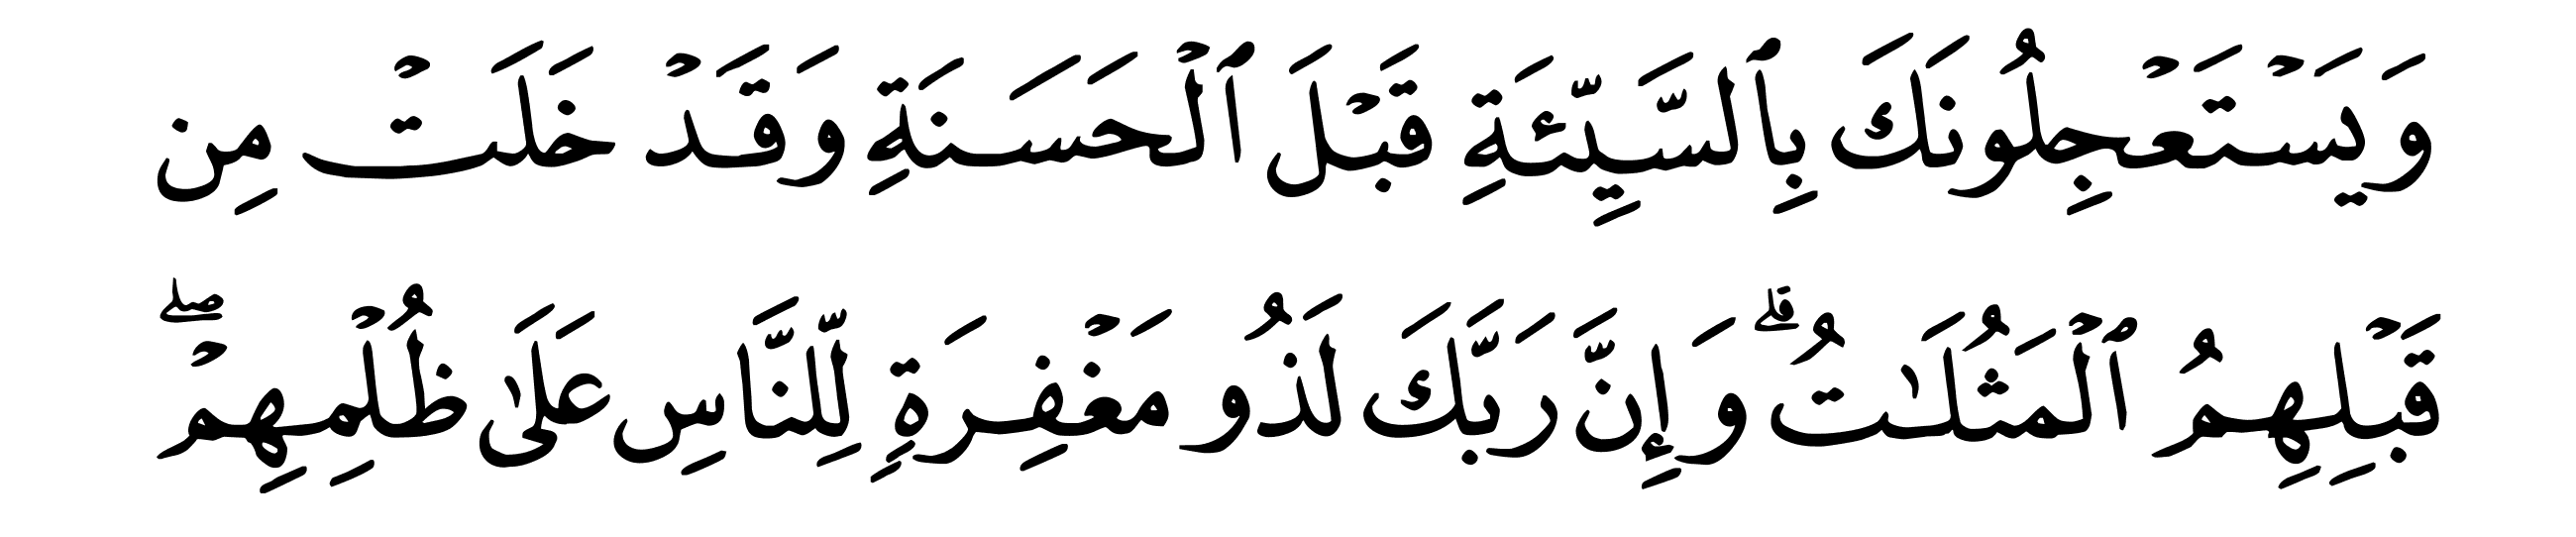 وَيَسْتَعْجِلُونَكَ بِٱلسَّيِّئَةِ قَبْلَ ٱلْحَسَنَةِ وَقَدْ خَلَتْ مِن
قَبْلِهِمُ ٱلْمَثُلَـٰتُ ۗ وَإِنَّ رَبَّكَ لَذُو مَغْفِرَةٍ لِّلنَّاسِ عَلَىٰ ظُلْمِهِمْ ۖ